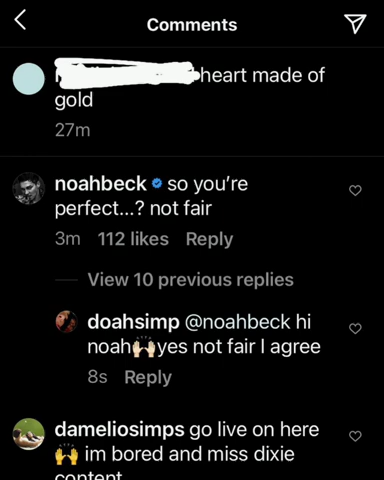 Comments
heart made of
gold
27m
noahbeck so you're
perfect...? not fair
3m 112 likes Reply
View 10 previous replies
doahsimp @noahbeck hi
noah🙌🏻yes not fair I agree
8s Reply
dameliosimps go live on here
🙌 im bored and miss dixie
content